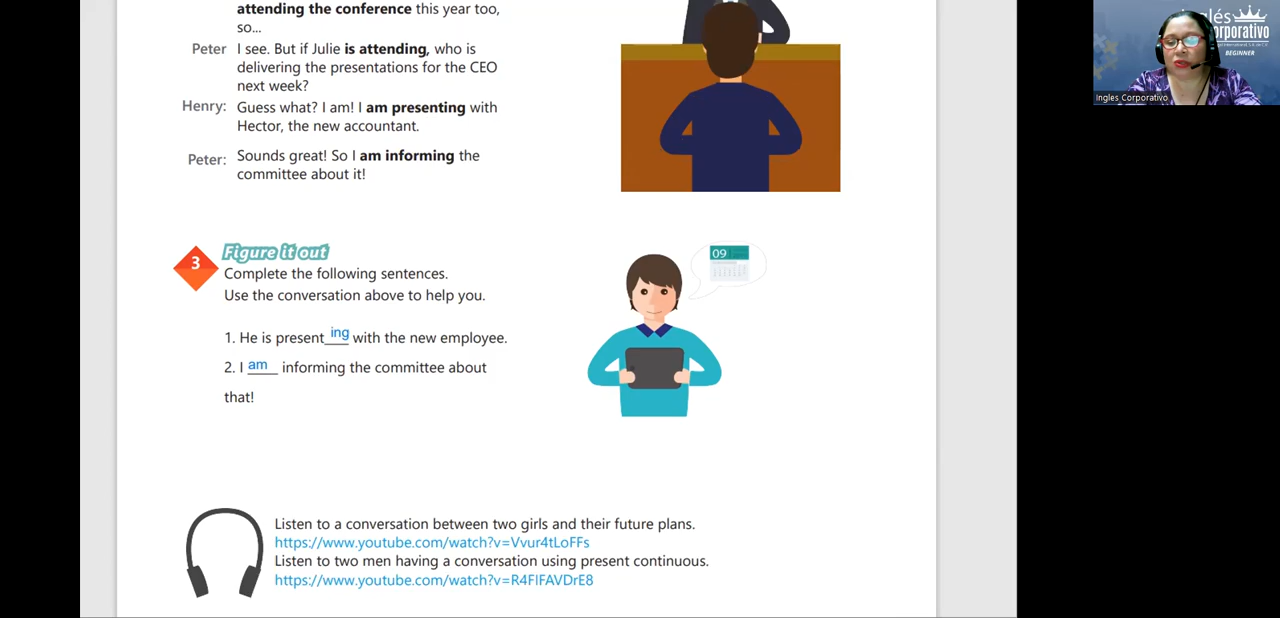 attending the conference this year too,
so...
Peter I see. But if Julie is attending, who is
delivering the presentations for the CEO
next week?
Henry: Guess what? I am! I am presenting with
Hector, the new accountant.
Peter: Sounds great! So I am informing the
committee about it!
3 Figure it out
Complete the following sentences.
Use the conversation above to help you.
1. He is present ing with the new employee.
2. I am informing the committee about
that!
09
Listen to a conversation between two girls and their future plans.
https://www.youtube.com/watch?v=Vvur4tLoFFs
Listen to two men having a conversation using present continuous.
https://www.youtube.com/watch?v=R4FlFAVDrE8
BEGINNER
Ingles Corporativo